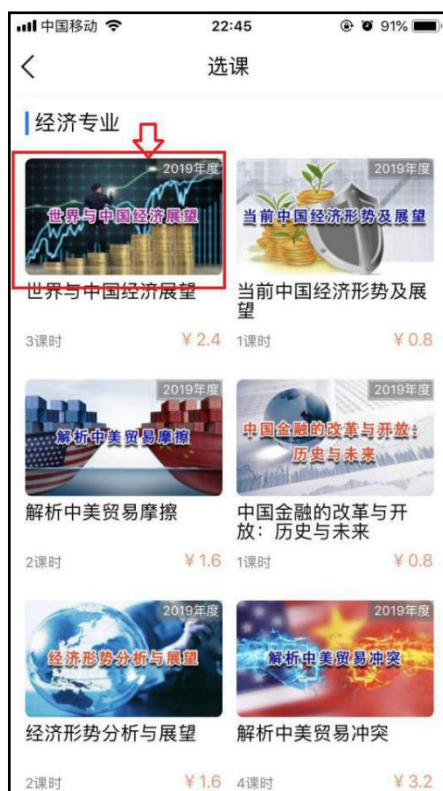 中国移动 22:45 91%
选课
经济专业
2019年度 2019年度
世界与中国经济展望 当前中国经济形势及展望
世界与中国经济展望 当前中国经济形势及展
望
3课时 ¥2.4 1课时 ¥0.8
2019年度 2019年度
解析中美贸易摩擦 中国金融的改革与开放：
历史与未来
解析中美贸易摩擦 中国金融的改革与开
放：历史与未来
2课时 ¥1.6 1课时 ¥0.8
2019年度 2019年度
经济形势分析与展望 解析中美贸易冲突
经济形势分析与展望 解析中美贸易冲突
2课时 ¥1.6 4课时 ¥3.2